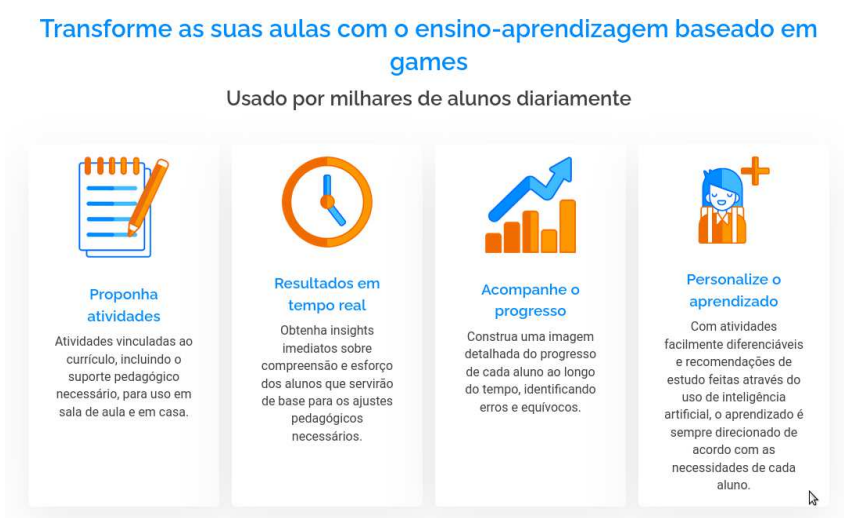 Transforme as suas aulas com o ensino-aprendizagem baseado em
games
Usado por milhares de alunos diariamente
Proponha
atividades
Atividades vinculadas ao
currículo, incluindo o
suporte pedagógico
necessário, para uso em
sala de aula e em casa.
Resultados em
tempo real
Obtenha insights
imediatos sobre
compreensão e esforço
dos alunos que servirão
de base para os ajustes
pedagógicos
necessários.
Acompanhe o
progresso
Construa uma imagem
detalhada do progresso
de cada aluno ao longo
do tempo, identificando
erros e equívocos.
Personalize o
aprendizado
Com atividades
facilmente diferenciáveis
e recomendações de
estudo feitas através do
uso de inteligência
artificial, o aprendizado é
sempre direcionado de
acordo com as
necessidades de cada
aluno.